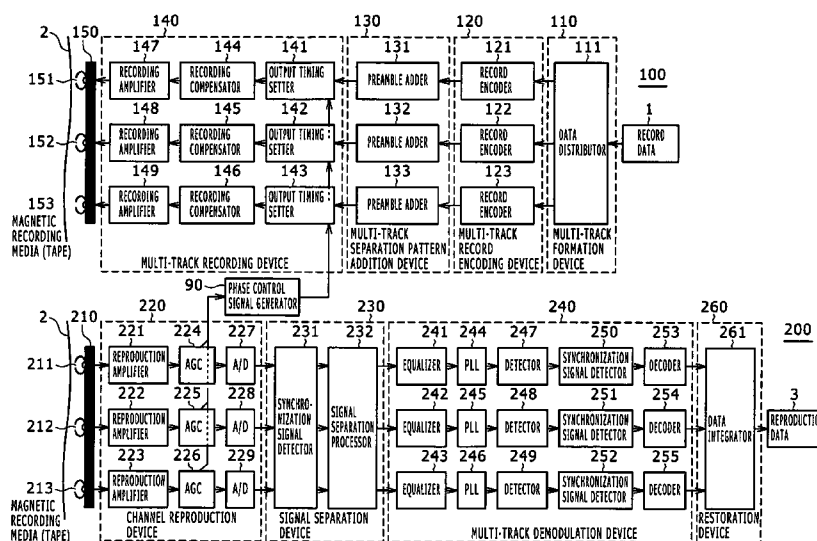 140 130 120 110
2 150 147 144 141 131 121 111
RECORDING AMPLIFIER
RECORDING COMPENSATOR
OUTPUT TIMING SETTER
PREAMBLE ADDER
RECORD ENCODER
151
100
148 145 142 132 122 1
RECORDING AMPLIFIER
RECORDING COMPENSATOR
OUTPUT TIMING SETTER
PREAMBLE ADDER
RECORD ENCODER
DATA DISTRIBUTOR
RECORD DATA
152
149 146 143 133 123
RECORDING AMPLIFIER
RECORDING COMPENSATOR
OUTPUT TIMING SETTER
PREAMBLE ADDER
RECORD ENCODER
153
MAGNETIC RECORDING MEDIA (TAPE)
MULTI-TRACK RECORDING DEVICE
MULTI-TRACK SEPARATION PATTERN ADDITION DEVICE
MULTI-TRACK RECORD ENCODING DEVICE
MULTI-TRACK FORMATION DEVICE
90
PHASE CONTROL SIGNAL GENERATOR
2 210 220 230 240 260
221 224 227 231 232 241 244 247 250 253 261
REPRODUCTION AMPLIFIER
AGC
A/D
EQUALIZER
PLL
DETECTOR
SYNCHRONIZATION SIGNAL DETECTOR
DECODER
211
200
222 225 228 242 245 248 251 254 3
REPRODUCTION AMPLIFIER
AGC
A/D
SYNCHRO-NIZATION SIGNAL DETECTOR
SIGNAL SEPARATION PROCESSOR
EQUALIZER
PLL
DETECTOR
SYNCHRONIZATION SIGNAL DETECTOR
DECODER
DATA INTEGRATOR
REPRODUCTION DATA
212
223 226 229 243 246 249 252 255
REPRODUCTION AMPLIFIER
AGC
A/D
EQUALIZER
PLL
DETECTOR
SYNCHRONIZATION SIGNAL DETECTOR
DECODER
213
MAGNETIC RECORDING MEDIA (TAPE)
CHANNEL REPRODUCTION DEVICE
SIGNAL SEPARATION DEVICE
MULTI-TRACK DEMODULATION DEVICE
RESTORATION DEVICE